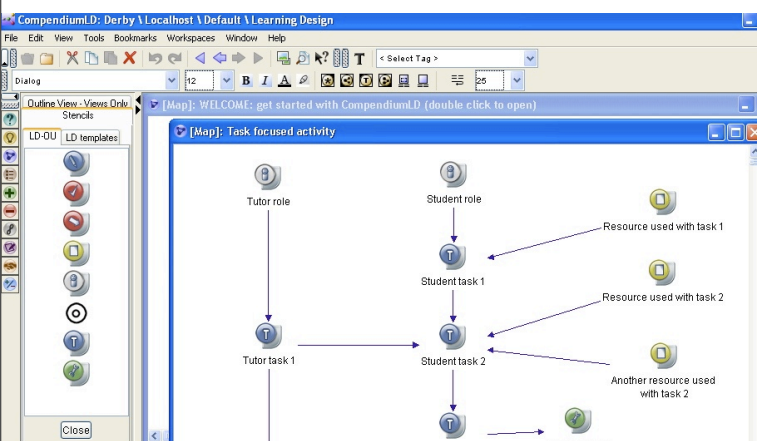 CompendiumLD: Derby \ Localhost \ Default \ Learning Design
File Edit View Tools Bookmarks Workspaces Window Help
T < Select Tag >
Dialog 12 B I A 25
Outline View - Views Only
Stencils
LD-OU LD templates
Close
[Map]: WELCOME: get started with CompendiumLD (double click to open)
[Map]: Task focused activity
Tutor role
Student role
Resource used with task 1
T
Student task 1
Resource used with task 2
T
Tutor task 1
T
Student task 2
Another resource used
with task 2
T